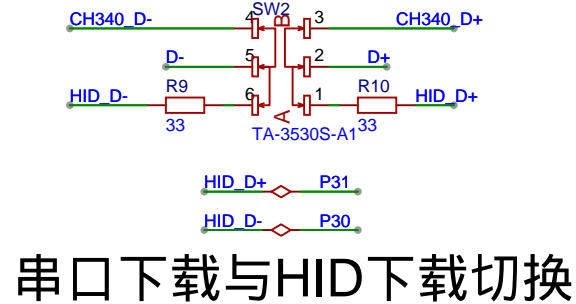 SW2
CH340_D- 4 B 3 CH340_D+
D- 5 2 D+
R9 R10
HID_D- 6 A 1 HID_D+
33 TA-3530S-A1 33
HID_D+ P31
HID_D- P30
串口下载与HID下载切换